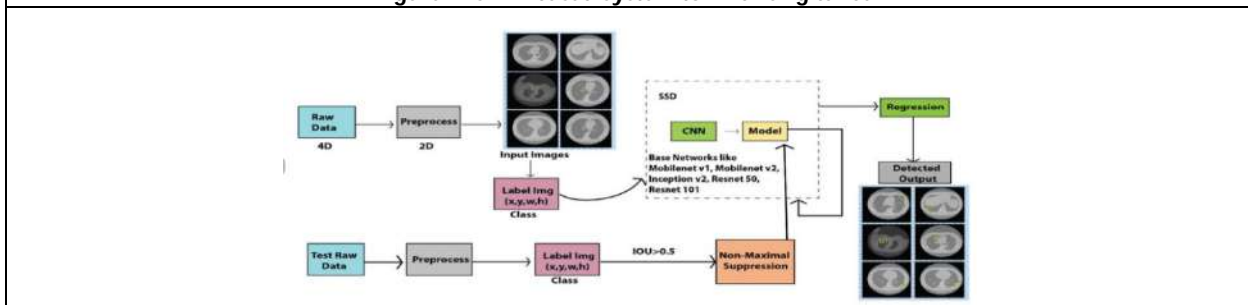 Raw
Data
4D
Preprocess
2D
Input Images
Label Img
(x,y,w,h)
Class
SSD
CNN
Model
Base Networks like
Mobilenet v1, Mobilenet v2,
Inception v2, Resnet 50,
Resnet 101
Regression
Detected
Output
Test Raw
Data
Preprocess
Label Img
(x,y,w,h)
Class
IOU>0.5
Non-Maximal
Suppression